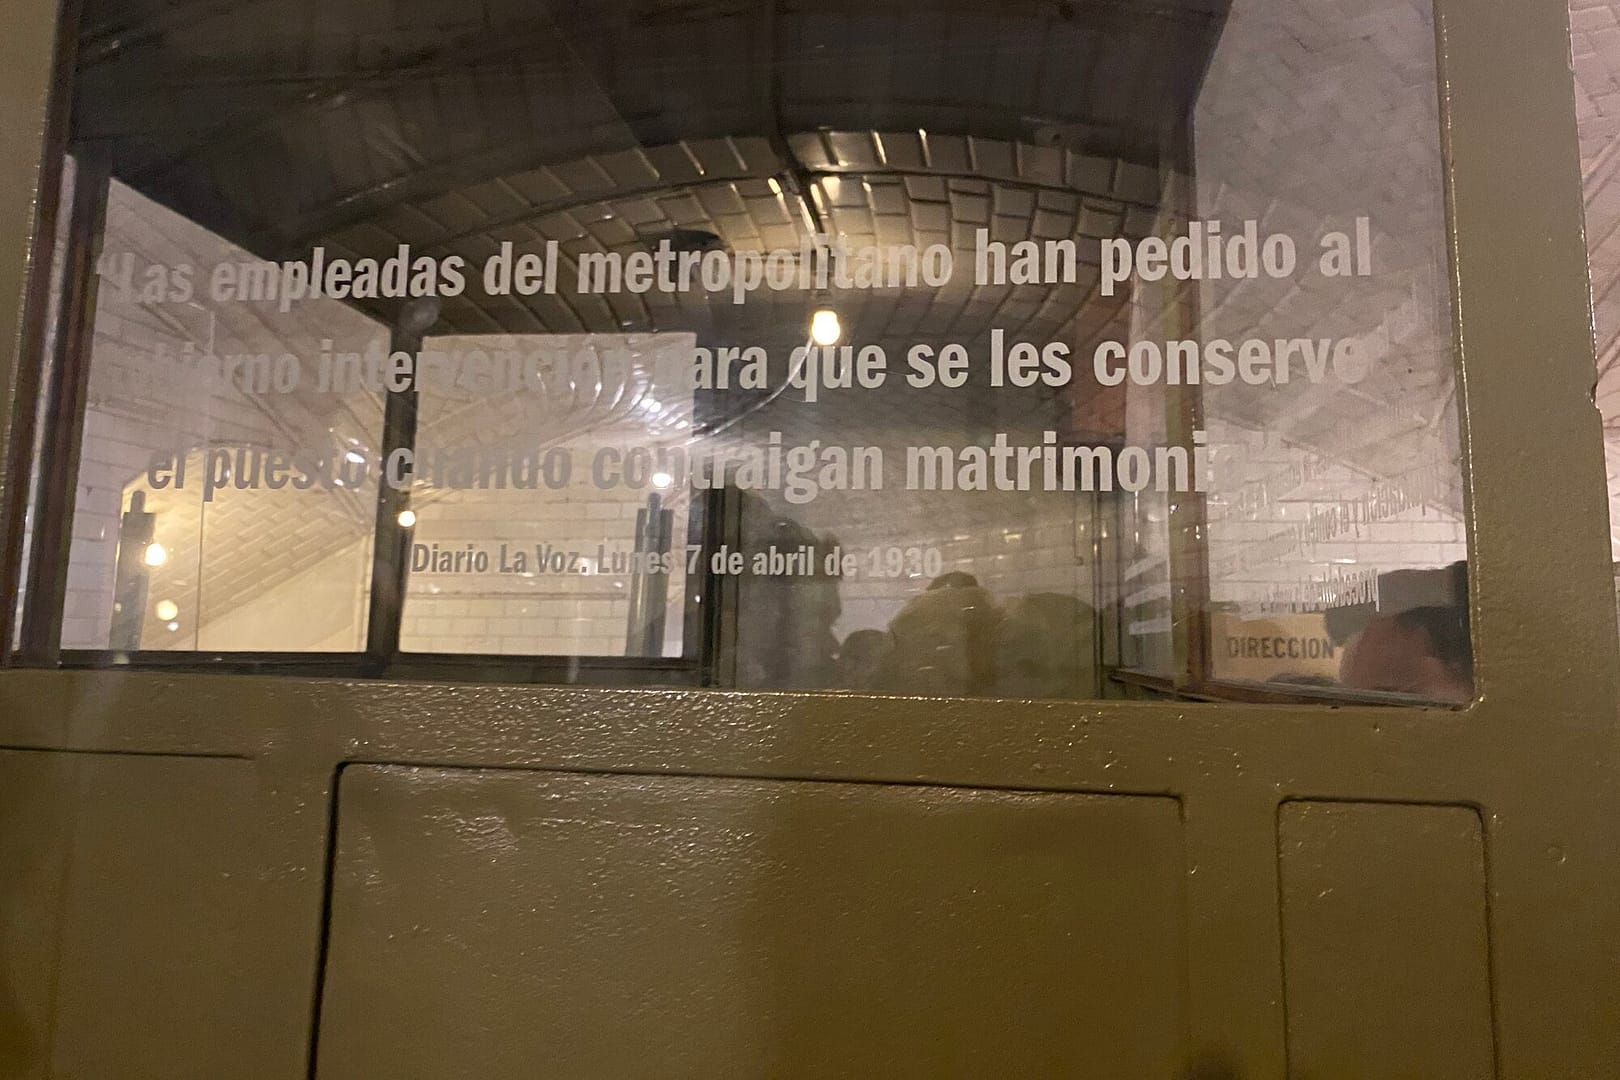 "Las empleadas del metropolitano han pedido al
intervención para que se les conserve
el puesto cuando contraigan matrimonio"
Diario La Voz. Lunes 7 de abril de 1930
DIRECCION